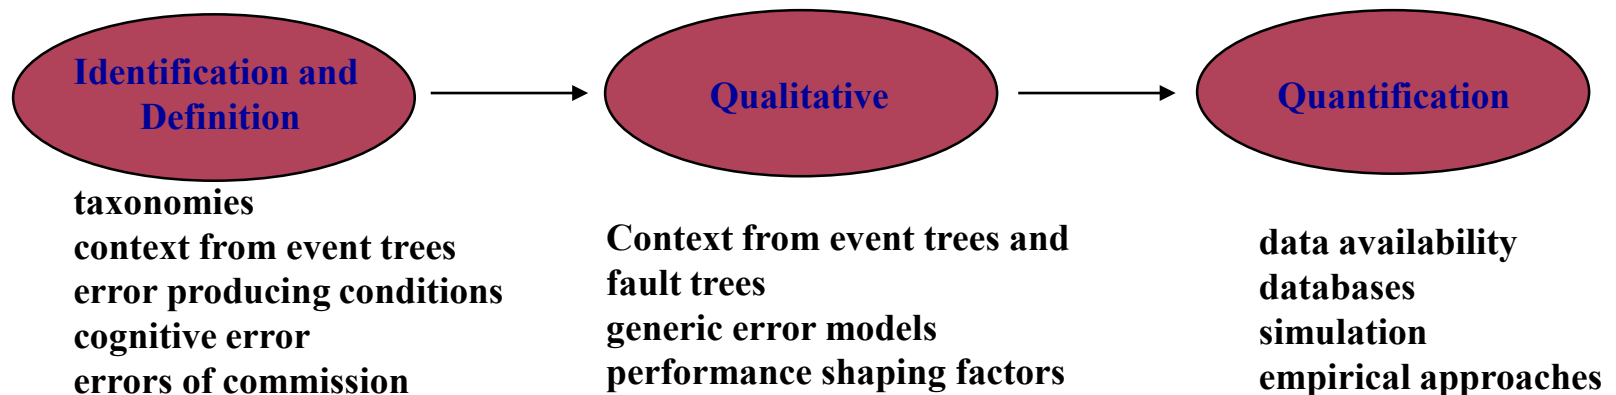 Identification and
Definition
Qualitative
Quantification
taxonomies
context from event trees
error producing conditions
cognitive error
errors of commission
Context from event trees and
fault trees
generic error models
performance shaping factors
data availability
databases
simulation
empirical approaches